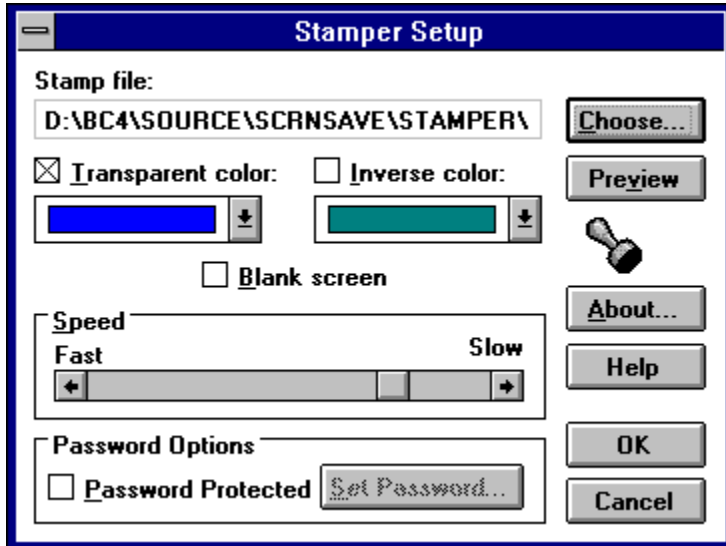 Stamper Setup
Stamp file:
D:\BC4\SOURCE\SCRNSAVE\STAMPER\
Choose...
Transparent color:
Inverse color:
Preview
Blank screen
About...
Speed
Fast
Slow
Help
Password Options
OK
Password Protected
Set Password...
Cancel